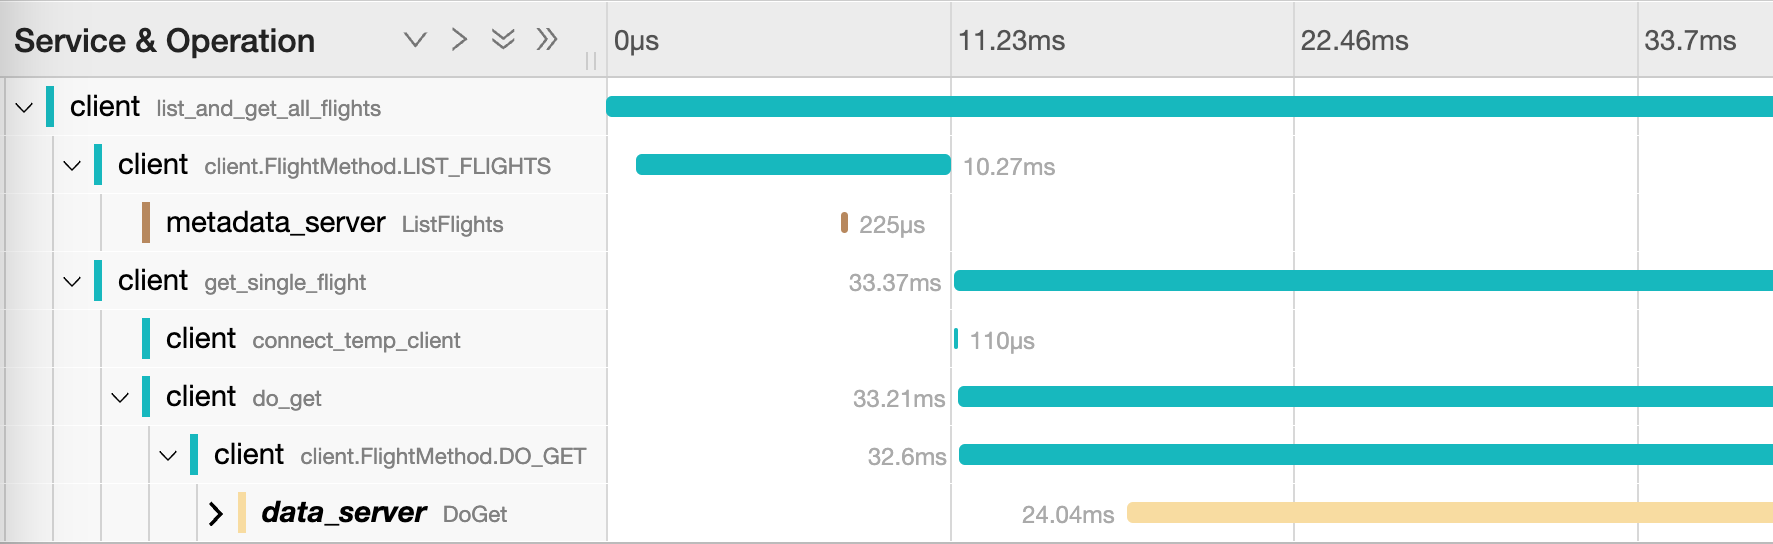 Service & Operation 0μs 11.23ms 22.46ms 33.7ms
client list_and_get_all_flights
client client.FlightMethod.LIST_FLIGHTS 10.27ms
metadata_server ListFlights 225μs
client get_single_flight 33.37ms
client connect_temp_client 110μs
client do_get 33.21ms
client client.FlightMethod.DO_GET 32.6ms
data_server DoGet 24.04ms